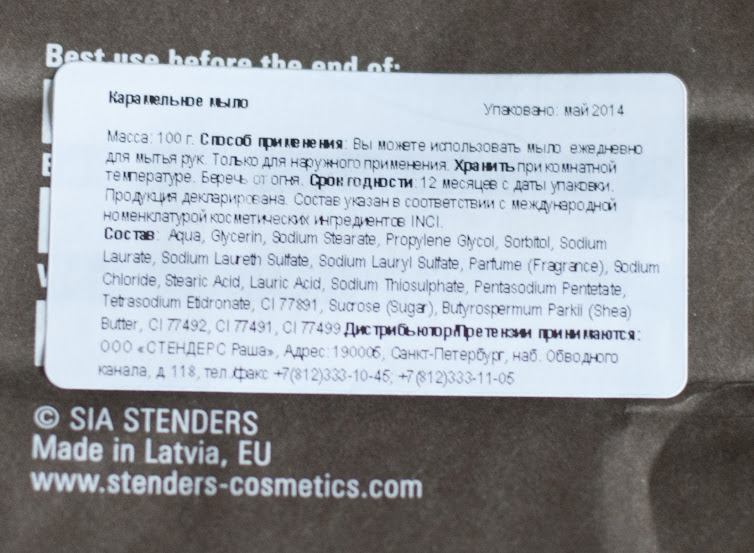 Best use before the end of:
Карамельное мыло
Упаковано: май 2014
Масса: 100 г. Способ применения: Вы можете использовать мыло ежедневно
для мытья рук. Только для наружного применения. Хранить при комнатной
температуре. Беречь от огня. Срок годности: 12 месяцев с даты упаковки.
Продукция декларирована. Состав указан в соответствии с международной
номенклатурой косметических ингредиентов INCI.
Состав: Aqua, Glycerin, Sodium Stearate, Propylene Glycol, Sorbitol, Sodium
Laurate, Sodium Laureth Sulfate, Sodium Lauryl Sulfate, Parfume (Fragrance), Sodium
Chloride, Stearic Acid, Lauric Acid, Sodium Thiosulphate, Pentasodium Pentetate,
Tetrasodium Etidronate, CI 77891, Sucrose (Sugar), Butyrospermum Parkii (Shea)
Butter, CI 77492, CI 77491, CI 77499 Дистрибьютор/Претензии принимаются:
ООО «СТЕНДЕРС Раша», Адрес: 190005, Санкт-Петербург, наб. Обводного
канала, д. 118, тел./факс +7(812)333-10-45; +7(812)333-11-05
© SIA STENDERS
Made in Latvia, EU
www.stenders-cosmetics.com